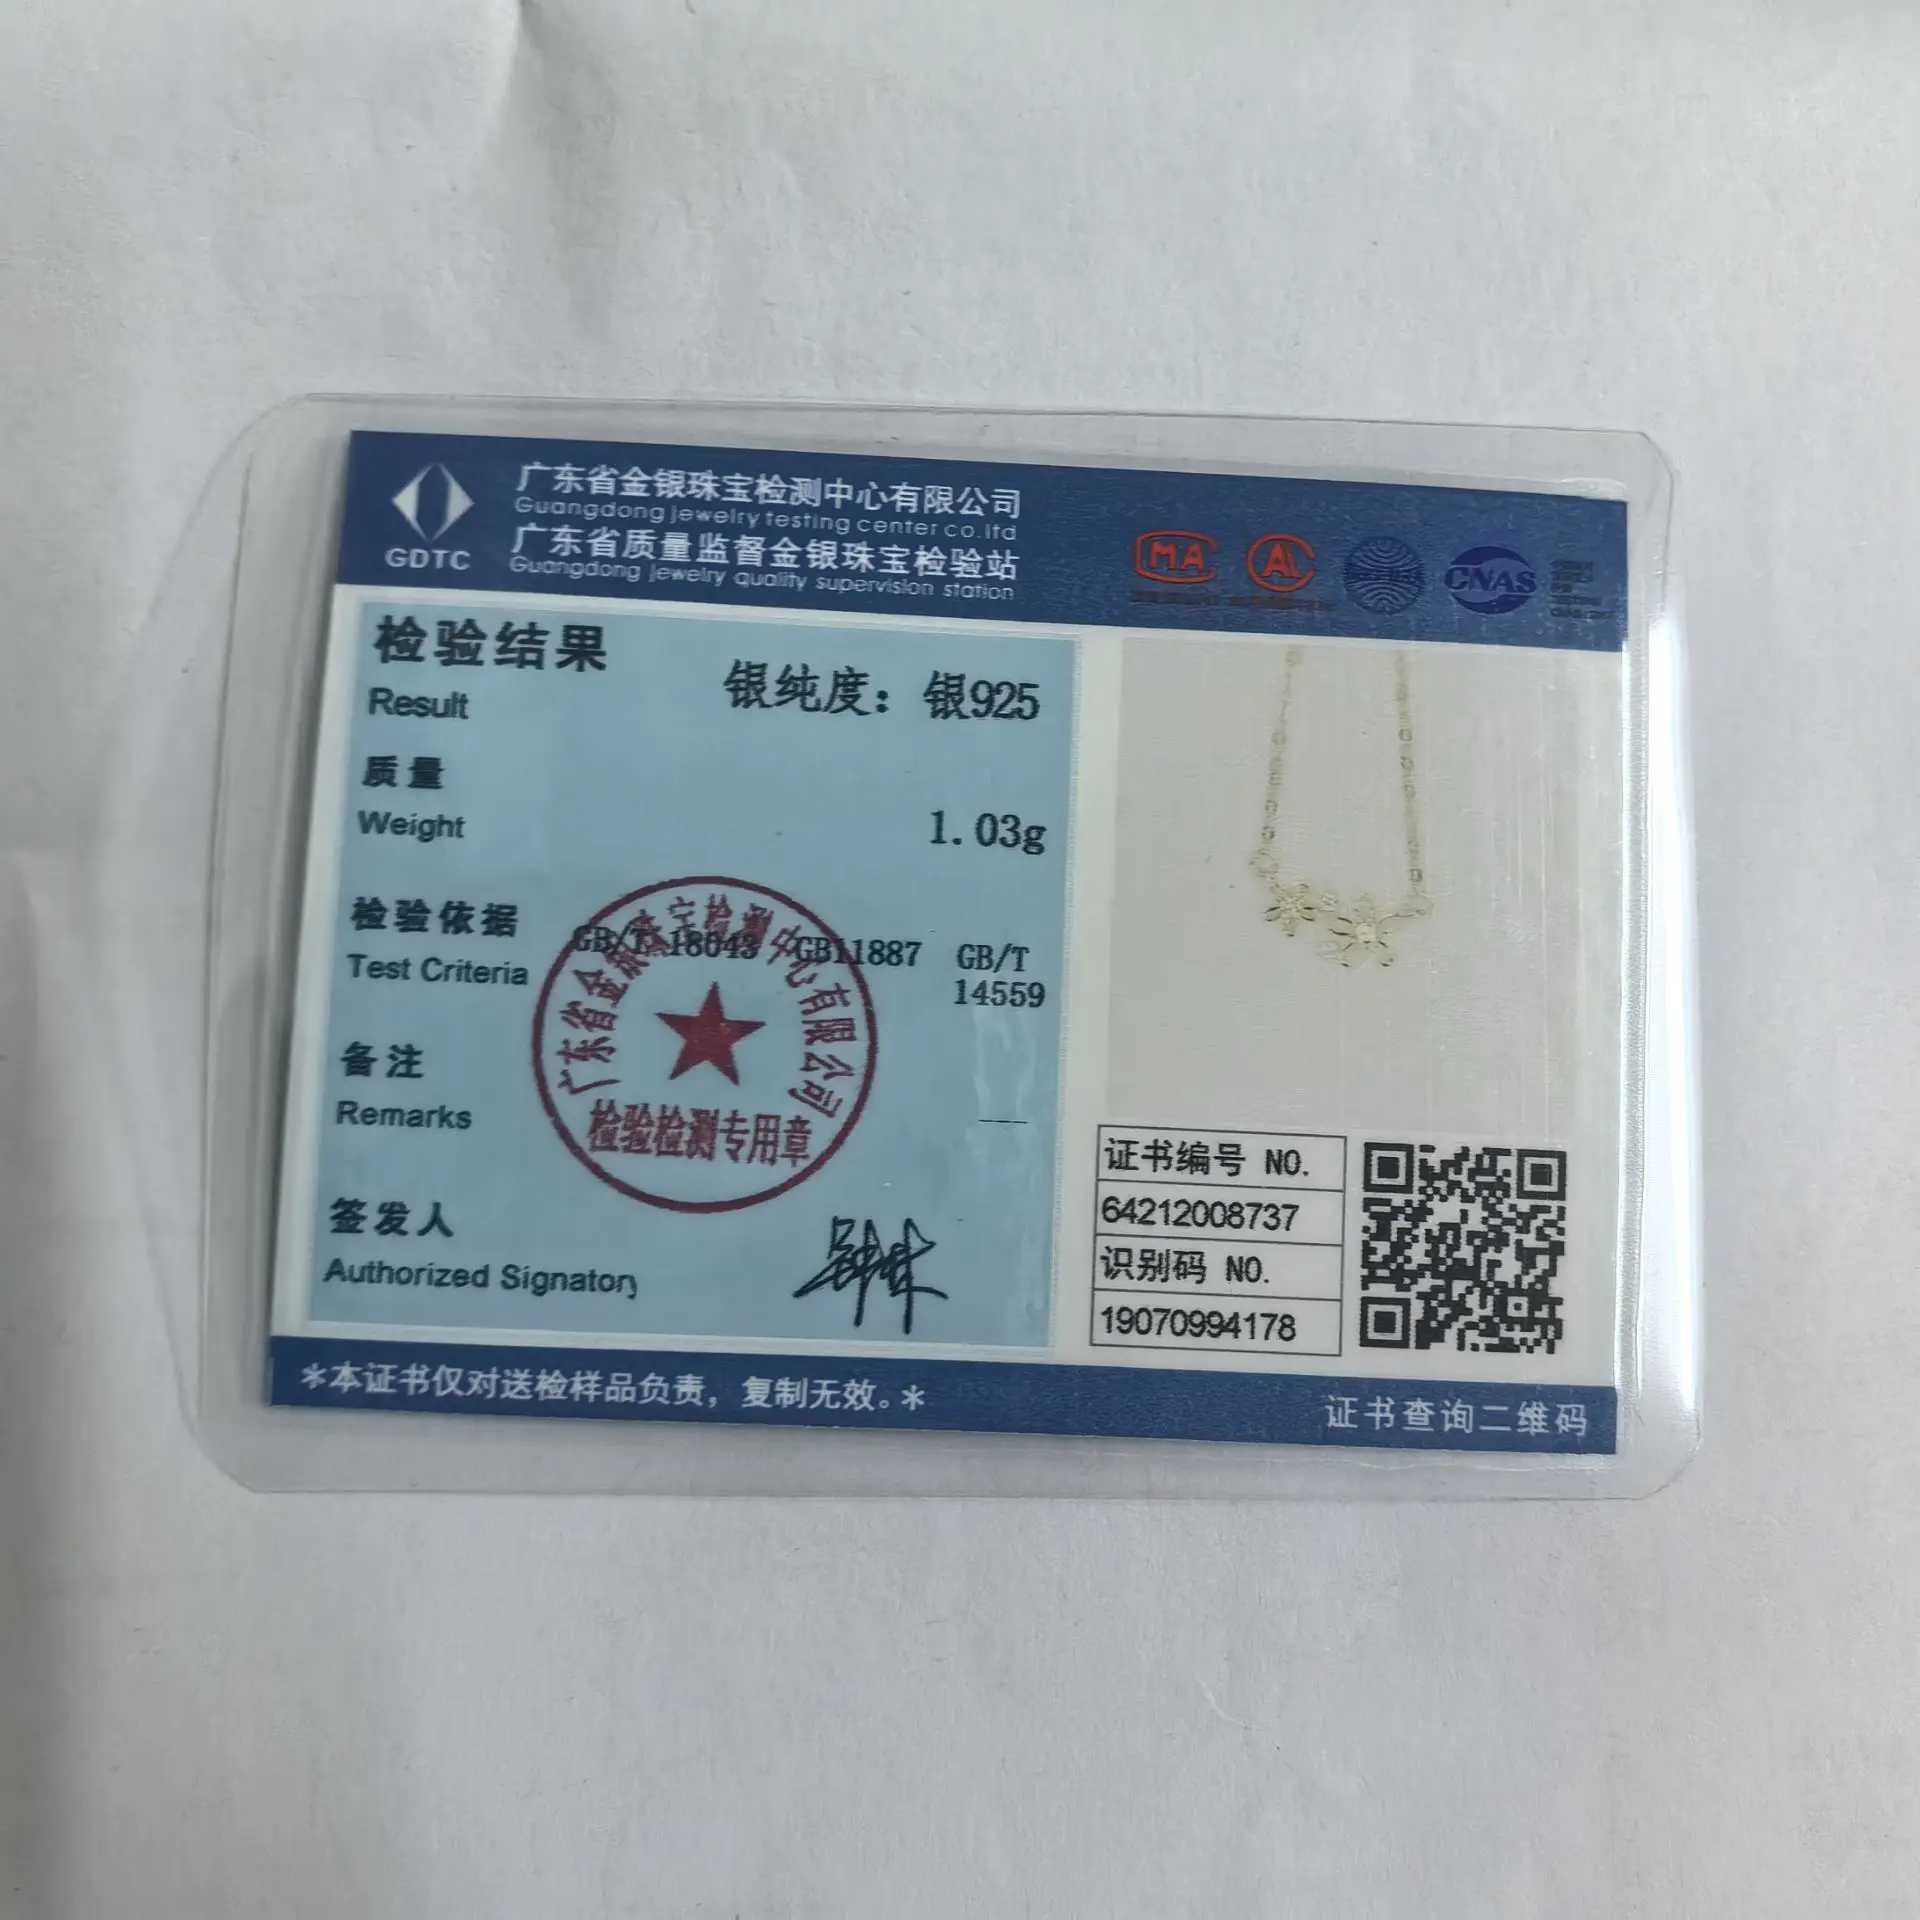 GDTC
广东省金银珠宝检测中心有限公司
Guangdong jewelry testing center co.ltd
广东省质量监督金银珠宝检验站
Guangdong jewelry quality supervision station
MA
AL
CNAS
检验结果
Result
银纯度：银925
质量
Weight
1.03g
检验依据
Test Criteria
GB/T 18043 GB11887 GB/T
14559
备注
Remarks
广东省金银珠宝检测中心有限公司
检验检测专用章
签发人
Authorized Signatory
证书编号 NO.
64212008737
识别码 NO.
19070994178
*本证书仅对送检样品负责，复制无效。*
证书查询二维码